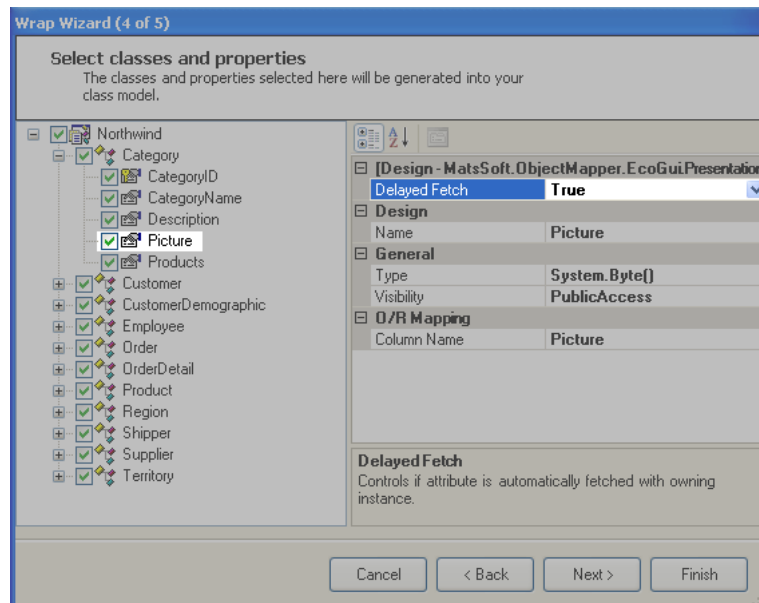 Wrap Wizard (4 of 5)
Select classes and properties
The classes and properties selected here will be generated into your
class model.
Northwind
Category
CategoryID
CategoryName
Description
Picture
Products
Customer
CustomerDemographic
Employee
Order
OrderDetail
Product
Region
Shipper
Supplier
Territory
[Design - MatsSoft.ObjectMapper.EcoGui.Presentation
Delayed Fetch True
Design
Name Picture
General
Type System.Byte[]
Visibility PublicAccess
O/R Mapping
Column Name Picture
Delayed Fetch
Controls if attribute is automatically fetched with owning
instance.
Cancel < Back Next > Finish